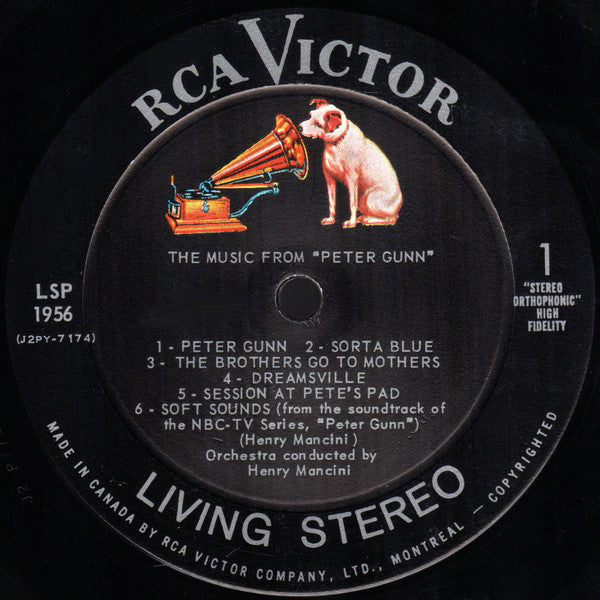 RCA VICTOR
THE MUSIC FROM "PETER GUNN"
LSP
1956
(J2PY-7174)
1
"STEREO
ORTHOPHONIC"
HIGH
FIDELITY
1 - PETER GUNN 2 - SORTA BLUE
3 - THE BROTHERS GO TO MOTHERS
4 - DREAMSVILLE
5 - SESSION AT PETE'S PAD
6 - SOFT SOUNDS (from the soundtrack of
the NBC-TV Series, "Peter Gunn")
(Henry Mancini)
Orchestra conducted by
Henry Mancini
LIVING STEREO
MADE IN CANADA BY RCA VICTOR COMPANY, LTD., MONTREAL — COPYRIGHTED